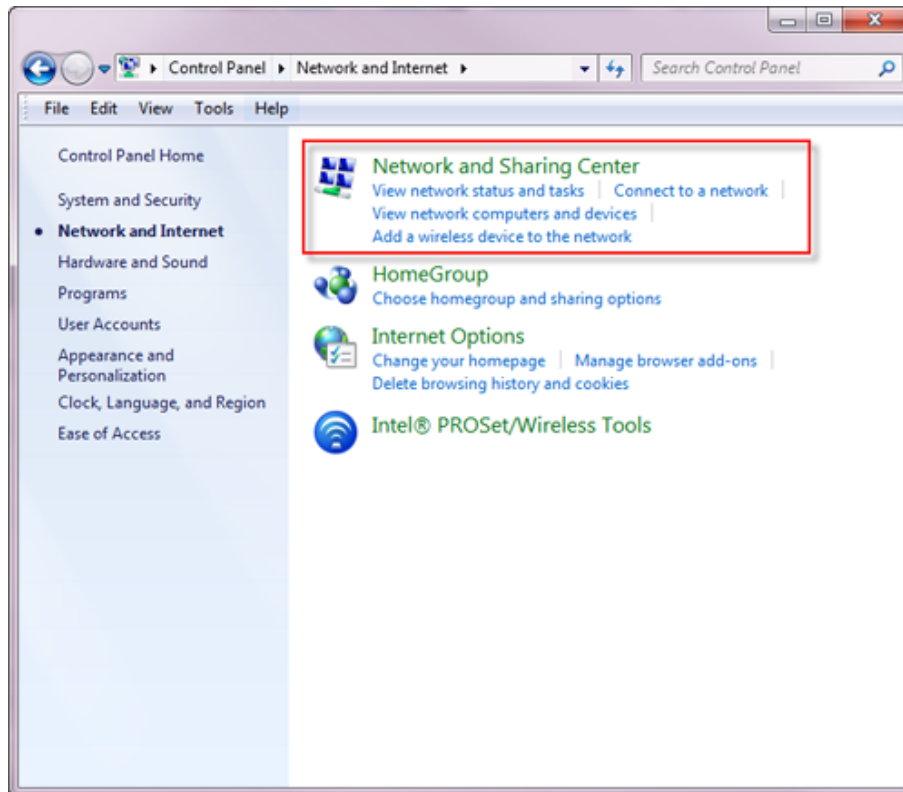 Control Panel Network and Internet Search Control Panel
File Edit View Tools Help
Control Panel Home
System and Security
Network and Internet
Hardware and Sound
Programs
User Accounts
Appearance and
Personalization
Clock, Language, and Region
Ease of Access
Network and Sharing Center
View network status and tasks Connect to a network
View network computers and devices
Add a wireless device to the network
HomeGroup
Choose homegroup and sharing options
Internet Options
Change your homepage Manage browser add-ons
Delete browsing history and cookies
Intel® PROSet/Wireless Tools